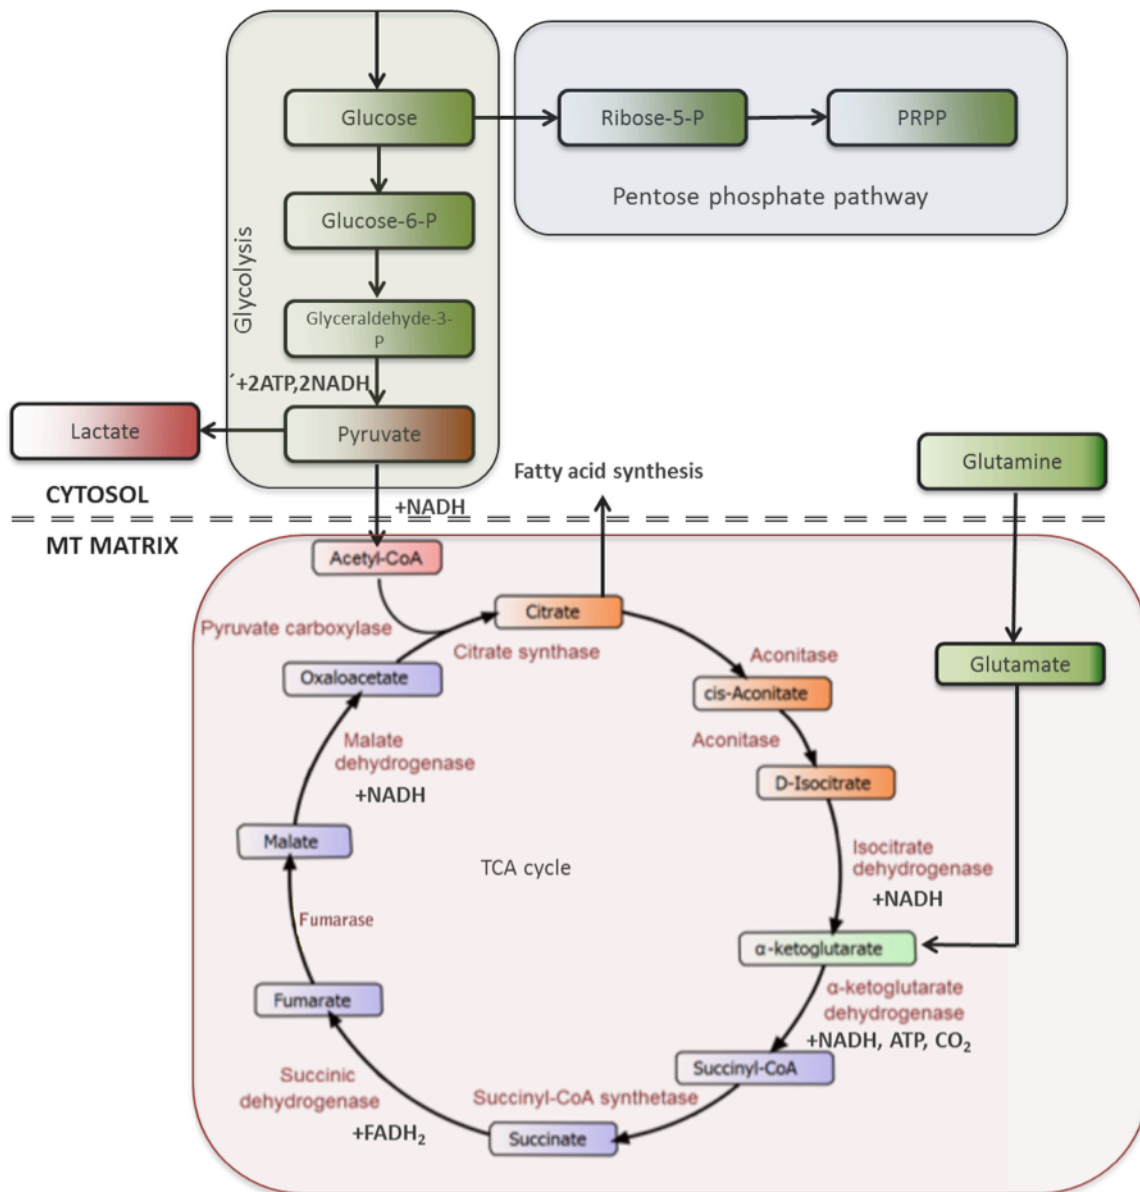 Glucose
Ribose-5-P
PRPP
Pentose phosphate pathway
Glucose-6-P
Glycolysis
Glyceraldehyde-3-
P
´+2ATP,2NADH
Lactate
Pyruvate
Glutamine
Fatty acid synthesis
CYTOSOL
+NADH
MT MATRIX
Acetyl-CoA
Citrate
Pyruvate carboxylase
Citrate synthase
Aconitase
Glutamate
Oxaloacetate
cis-Aconitate
Malate
dehydrogenase
+NADH
Aconitase
D-Isocitrate
Malate
TCA cycle
Isocitrate
dehydrogenase
+NADH
Fumarase
α-ketoglutarate
Fumarate
α-ketoglutarate
dehydrogenase
+NADH, ATP, CO₂
Succinyl-CoA
Succinic
dehydrogenase
+FADH₂
Succinyl-CoA synthetase
Succinate